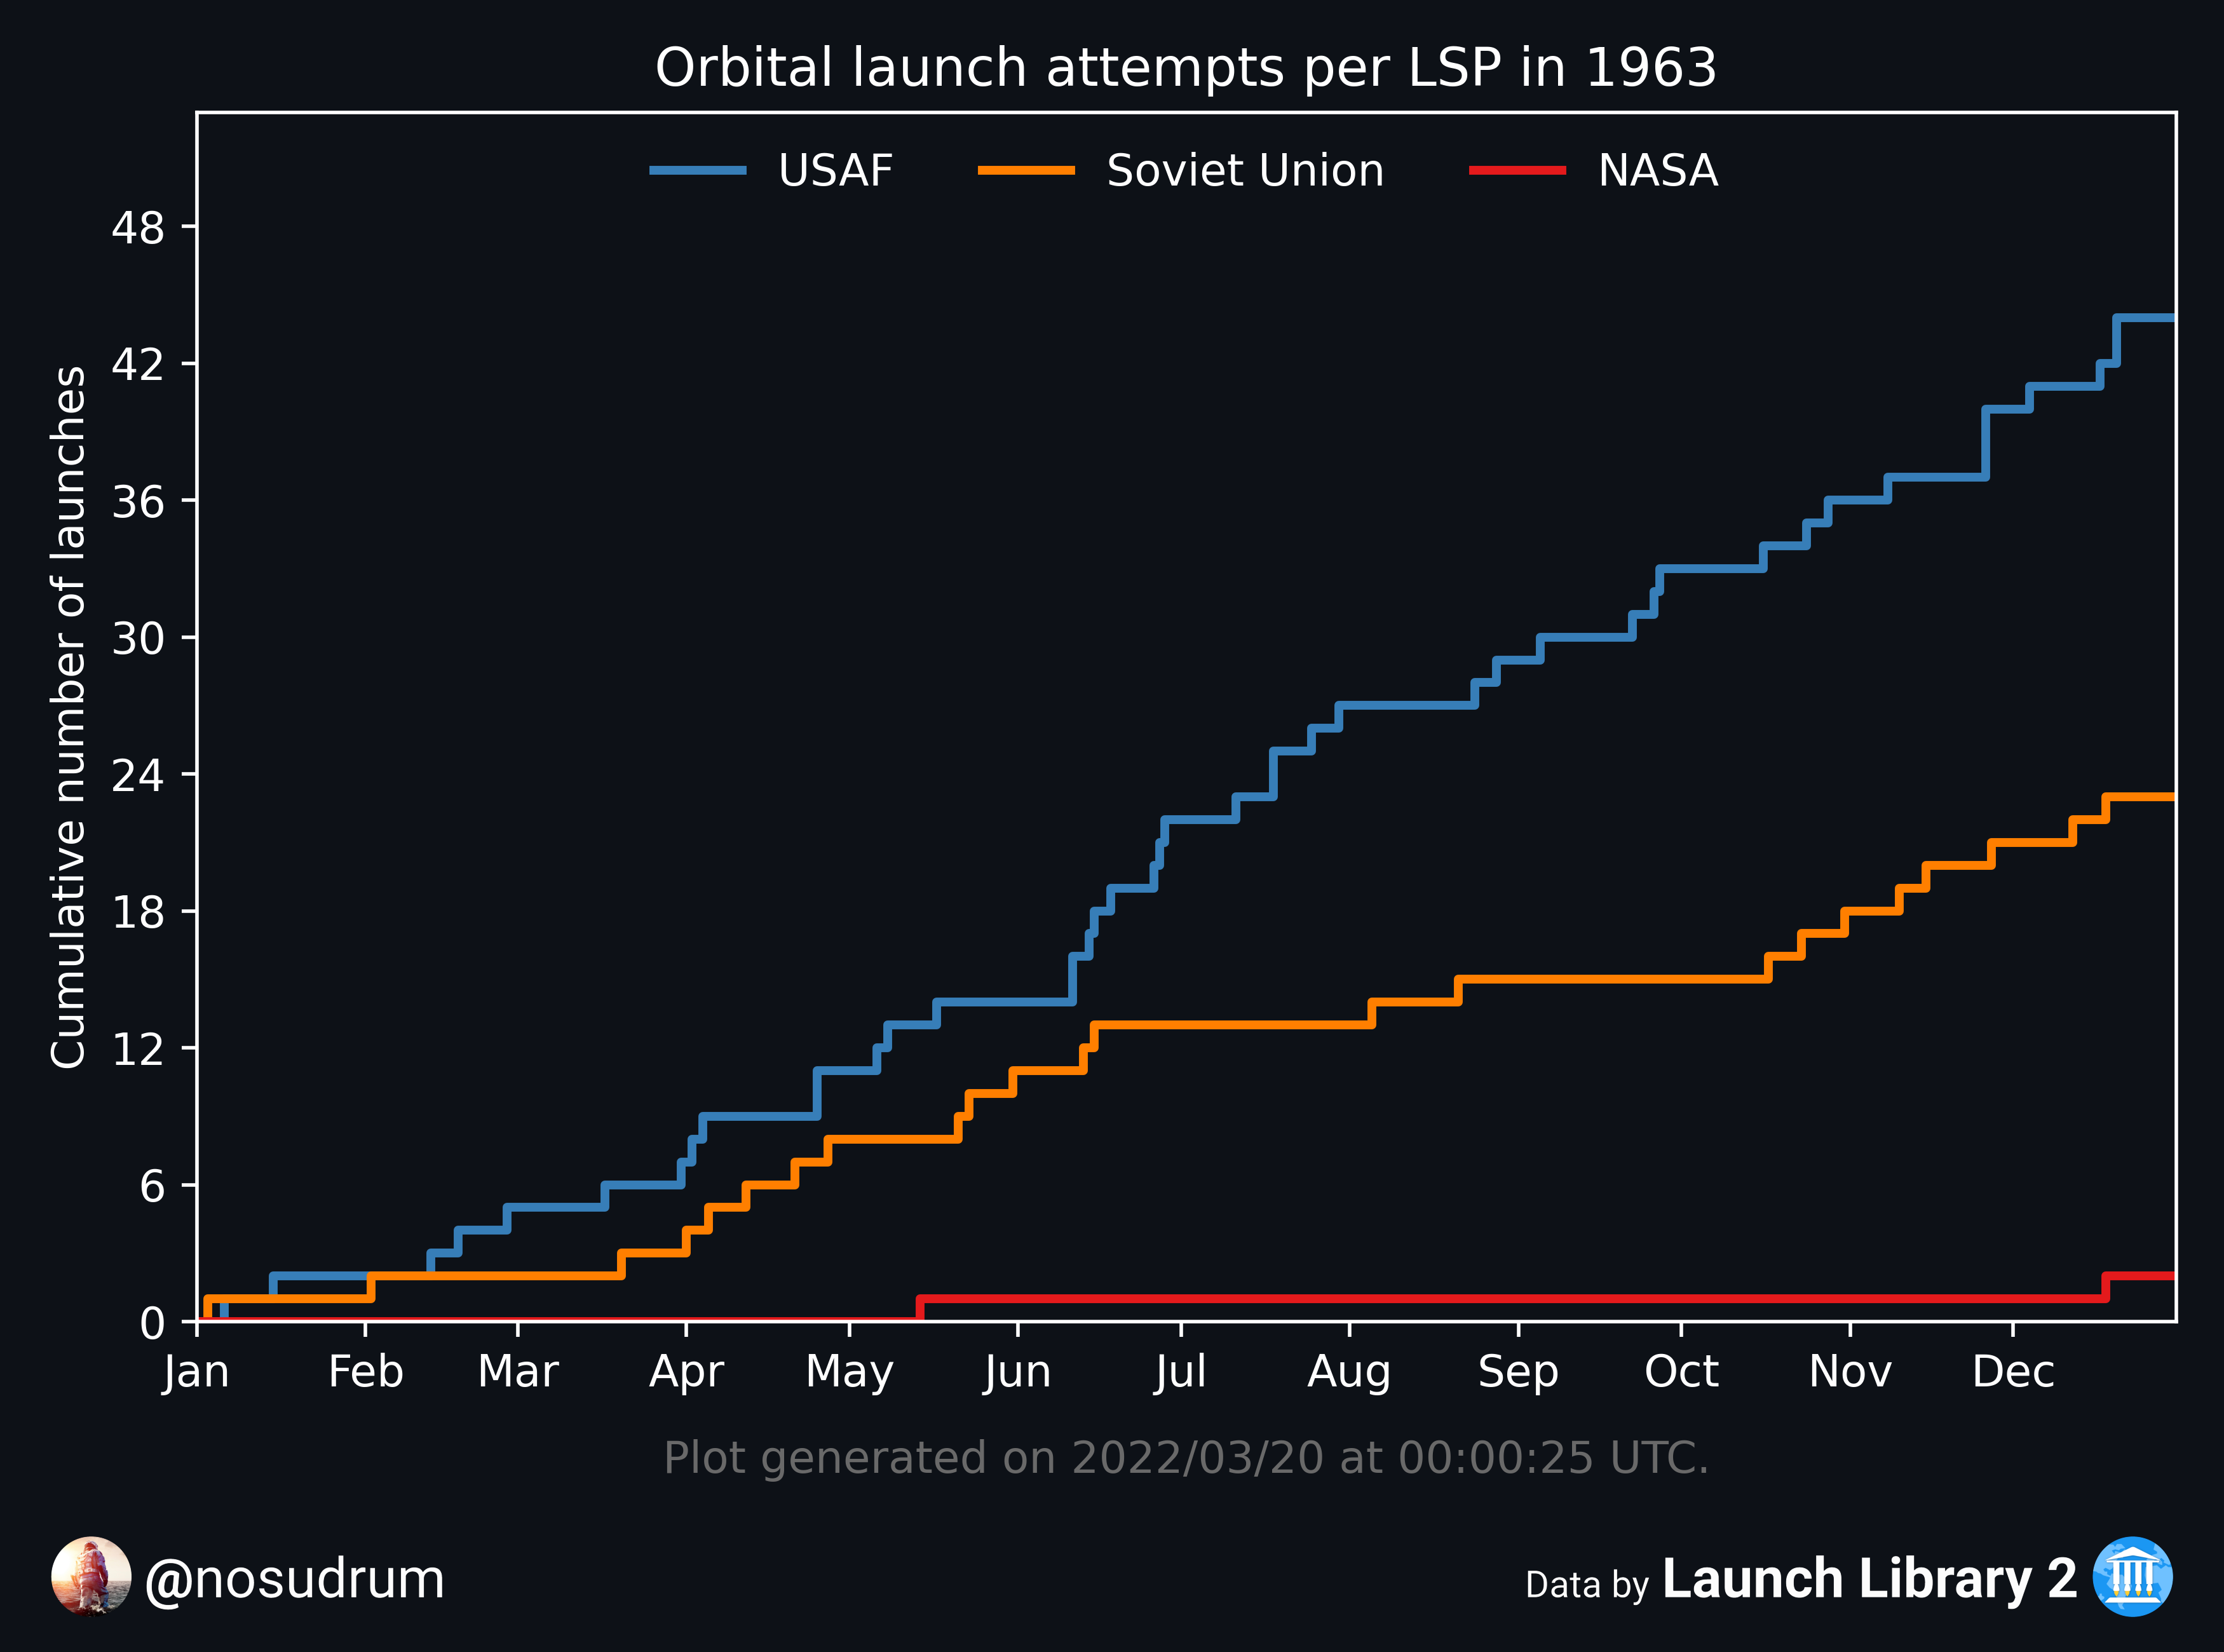 Orbital launch attempts per LSP in 1963
USAF Soviet Union NASA
Cumulative number of launches
48
42
36
30
24
18
12
6
0
Jan Feb Mar Apr May Jun Jul Aug Sep Oct Nov Dec
Plot generated on 2022/03/20 at 00:00:25 UTC.
@nosudrum
Data by Launch Library 2